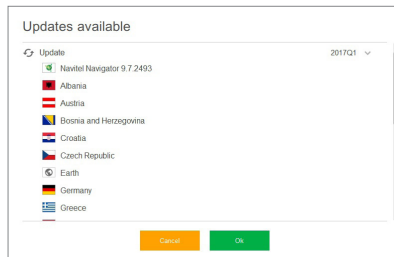 Updates available
Update 2017Q1
Navitel Navigator 9.7.2493
Albania
Austria
Bosnia and Herzegovina
Croatia
Czech Republic
Earth
Germany
Greece
Cancel Ok